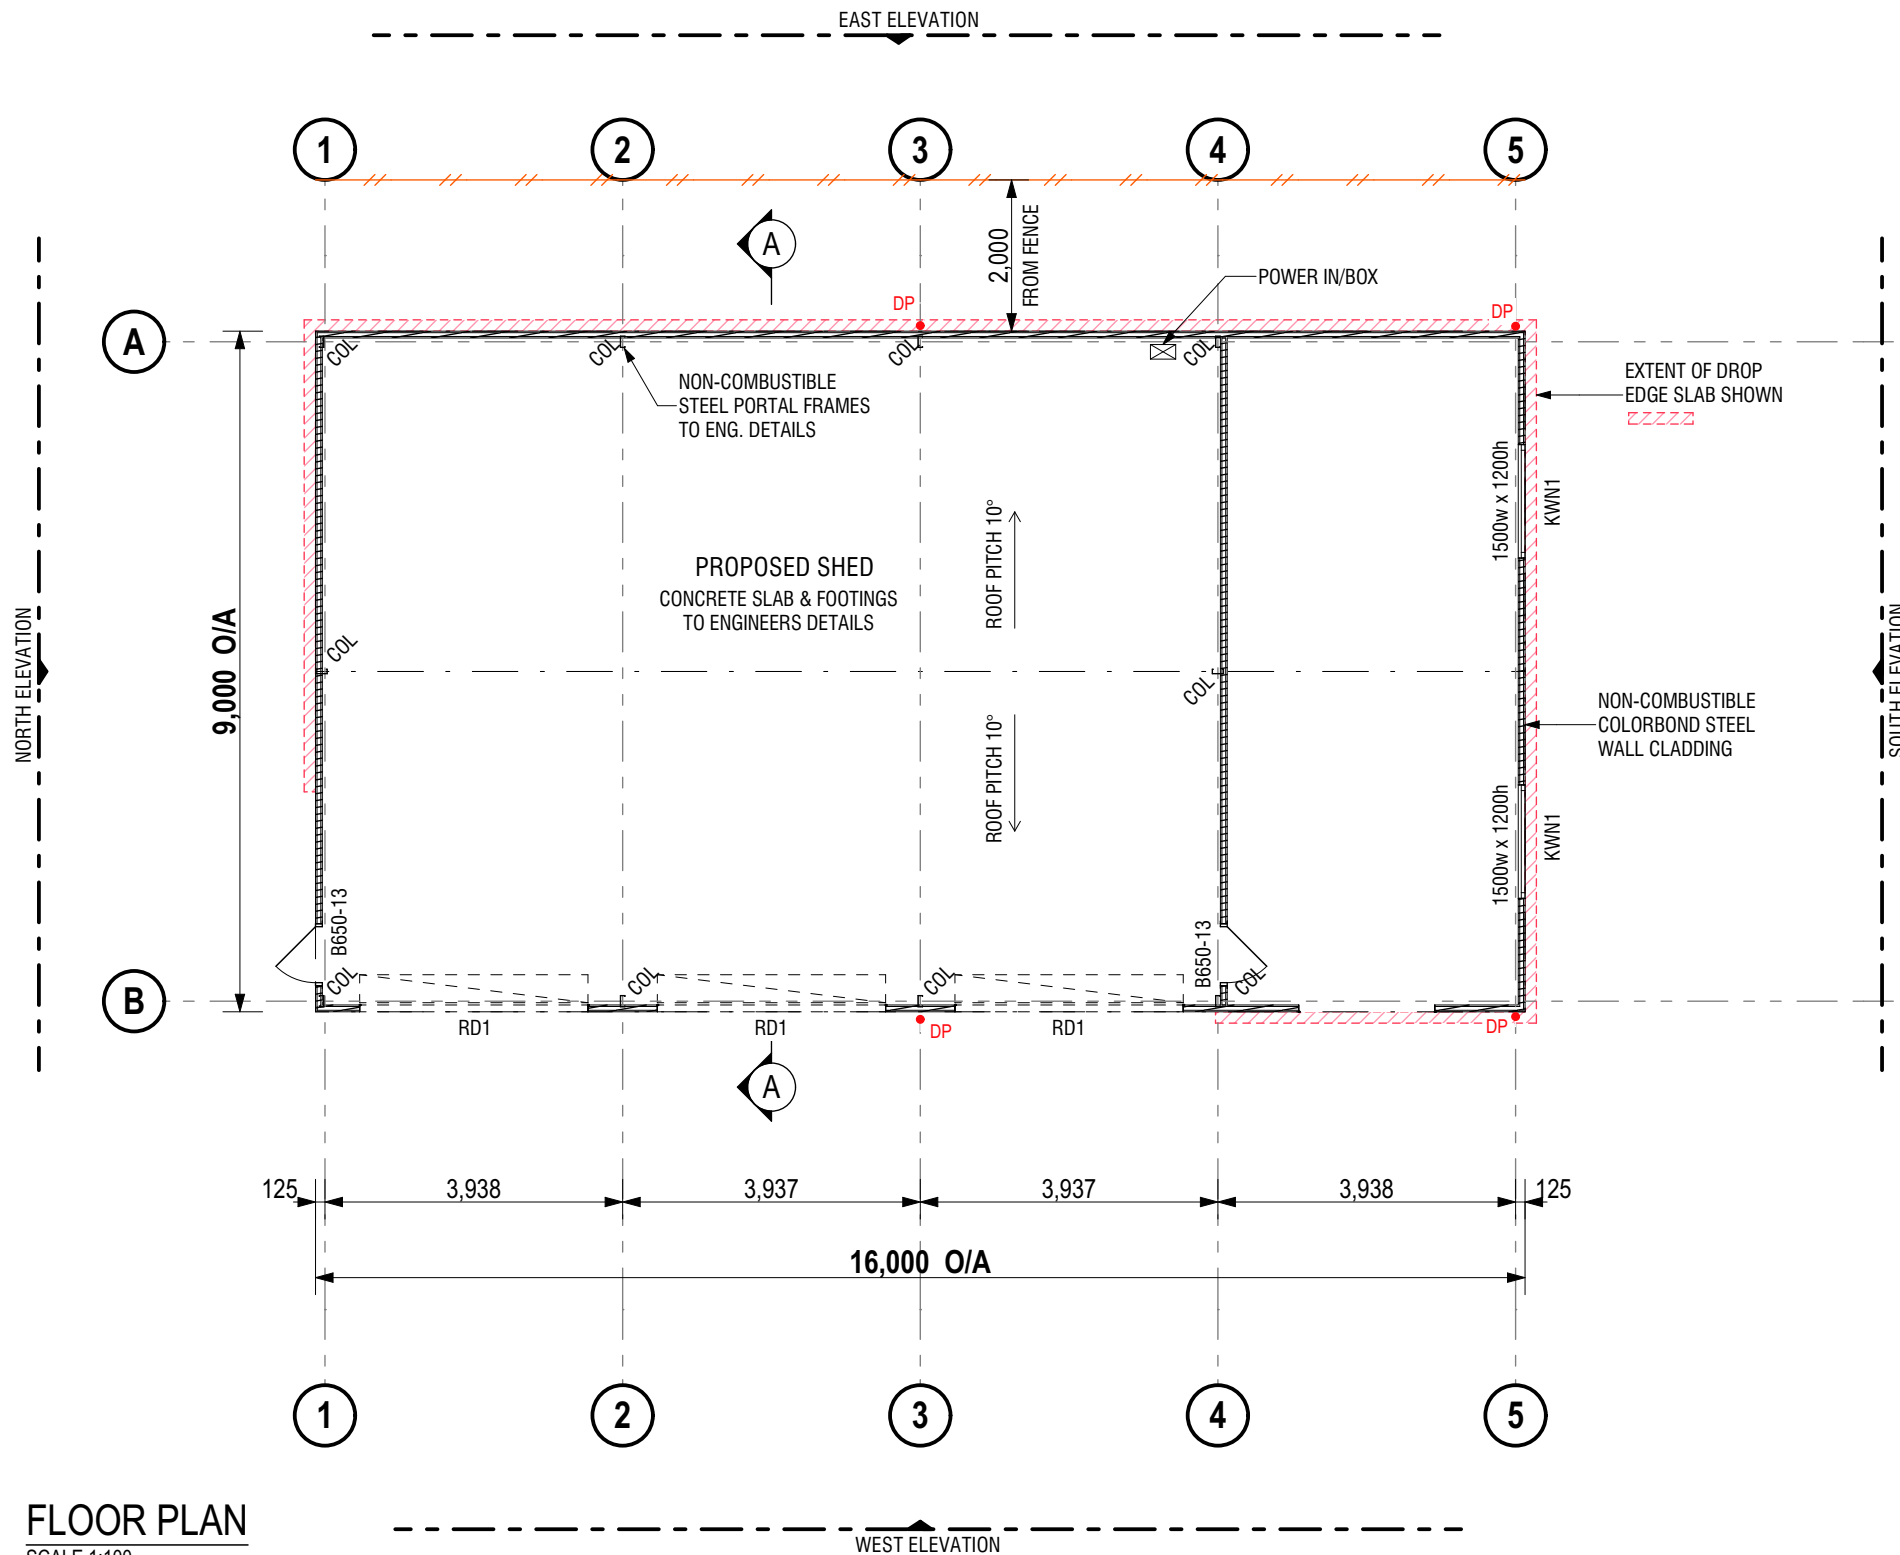 EAST ELEVATION
1
2
3
4
5
A
2,000
FROM FENCE
POWER IN/BOX
DP
DP
A
COL
COL
COL
COL
NON-COMBUSTIBLE
STEEL PORTAL FRAMES
TO ENG. DETAILS
EXTENT OF DROP
EDGE SLAB SHOWN
1500w x 1200h
KWN1
ROOF PITCH 10°
PROPOSED SHED
CONCRETE SLAB & FOOTINGS
TO ENGINEERS DETAILS
NORTH ELEVATION
9,000 O/A
COL
COL
SOUTH ELEVATION
NON-COMBUSTIBLE
COLORBOND STEEL
WALL CLADDING
ROOF PITCH 10°
1500w x 1200h
KWN1
B650-13
B650-13
COL
COL
COL
COL
B
RD1
RD1
RD1
DP
DP
A
125
3,938
3,937
3,937
3,938
125
16,000 O/A
1
2
3
4
5
FLOOR PLAN
SCALE 1:100
WEST ELEVATION